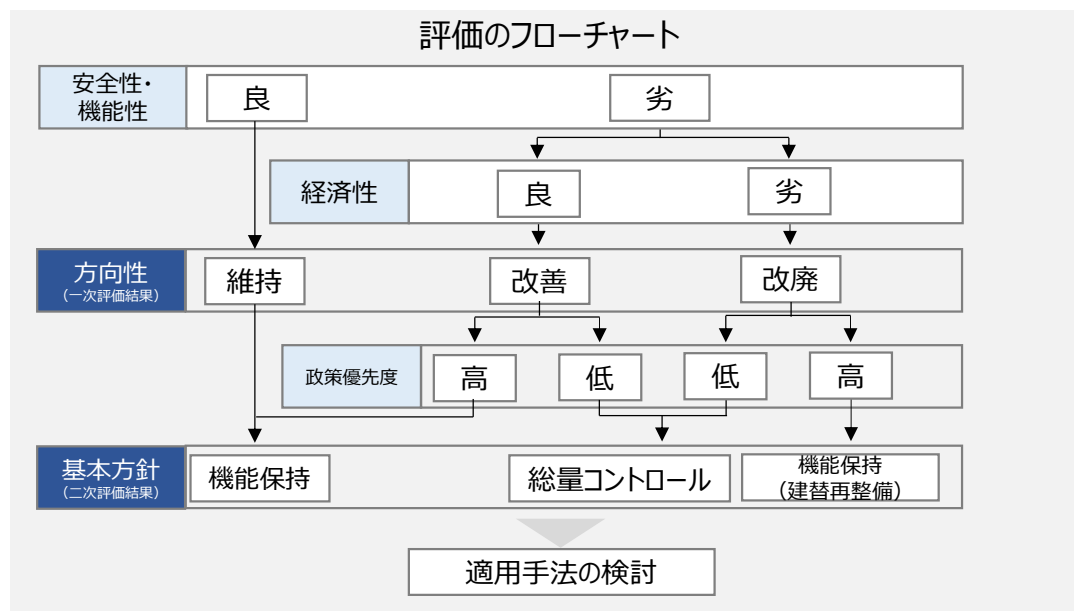 評価のフローチャート
安全性・
機能性
良
劣
経済性
良
劣
方向性
（一次評価結果）
維持
改善
改廃
政策優先度
高
低
低
高
基本方針
（二次評価結果）
機能保持
総量コントロール
機能保持
（建替再整備）
適用手法の検討